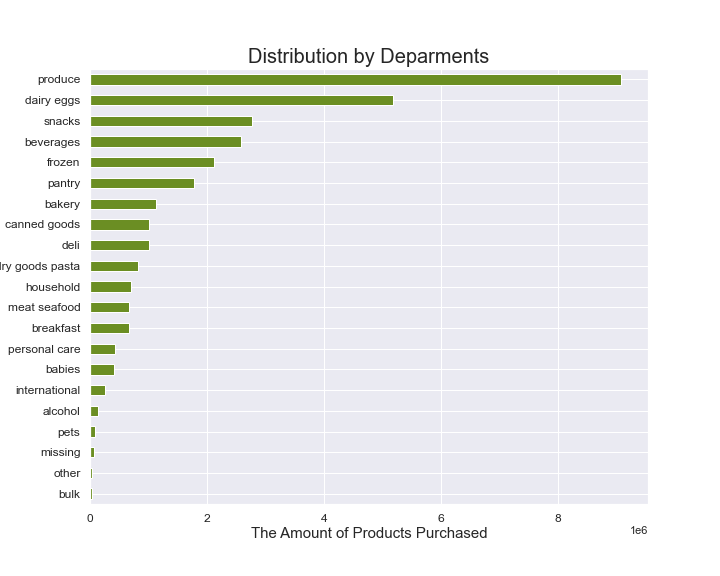 Distribution by Deparments
produce
dairy eggs
snacks
beverages
frozen
pantry
bakery
canned goods
deli
goods pasta
household
meat seafood
breakfast
personal care
babies
international
alcohol
pets
missing
other
bulk
0 2 4 6 8
1e6
The Amount of Products Purchased